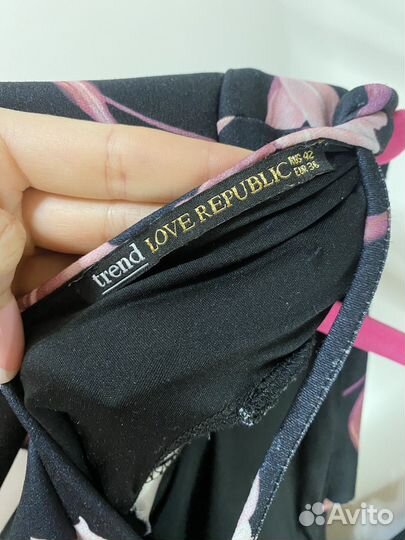 trend LOVE REPUBLIC RUS 42
EUR 36
Avito